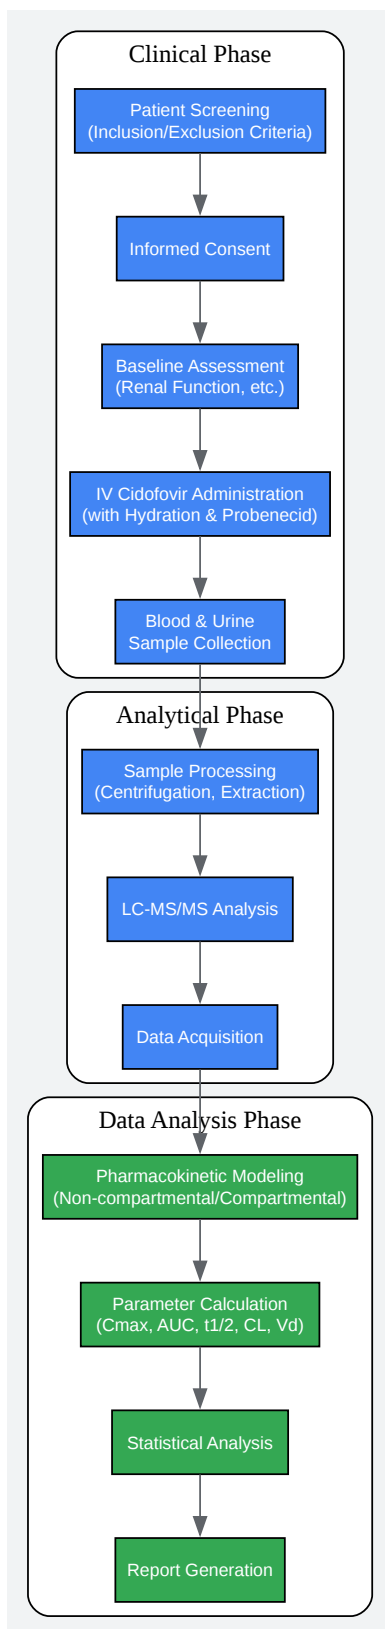 Clinical Phase
Patient Screening
(Inclusion/Exclusion Criteria)
Informed Consent
Baseline Assessment
(Renal Function, etc.)
IV Cidofovir Administration
(with Hydration & Probenecid)
Blood & Urine
Sample Collection
Analytical Phase
Sample Processing
(Centrifugation, Extraction)
LC-MS/MS Analysis
Data Acquisition
Data Analysis Phase
Pharmacokinetic Modeling
(Non-compartmental/Compartmental)
Parameter Calculation
(Cmax, AUC, t1/2, CL, Vd)
Statistical Analysis
Report Generation